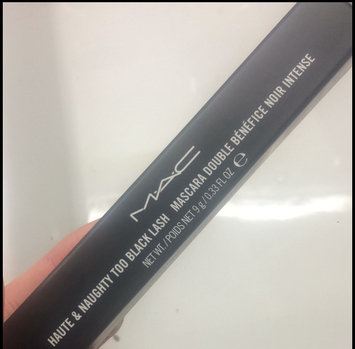 MAC
HAUTE & NAUGHTY TOO BLACK LASH MASCARA DOUBLE BÉNÉFICE NOIR INTENSE
NET WT./POIDS NET 9 g/0.33 FL OZ ℮